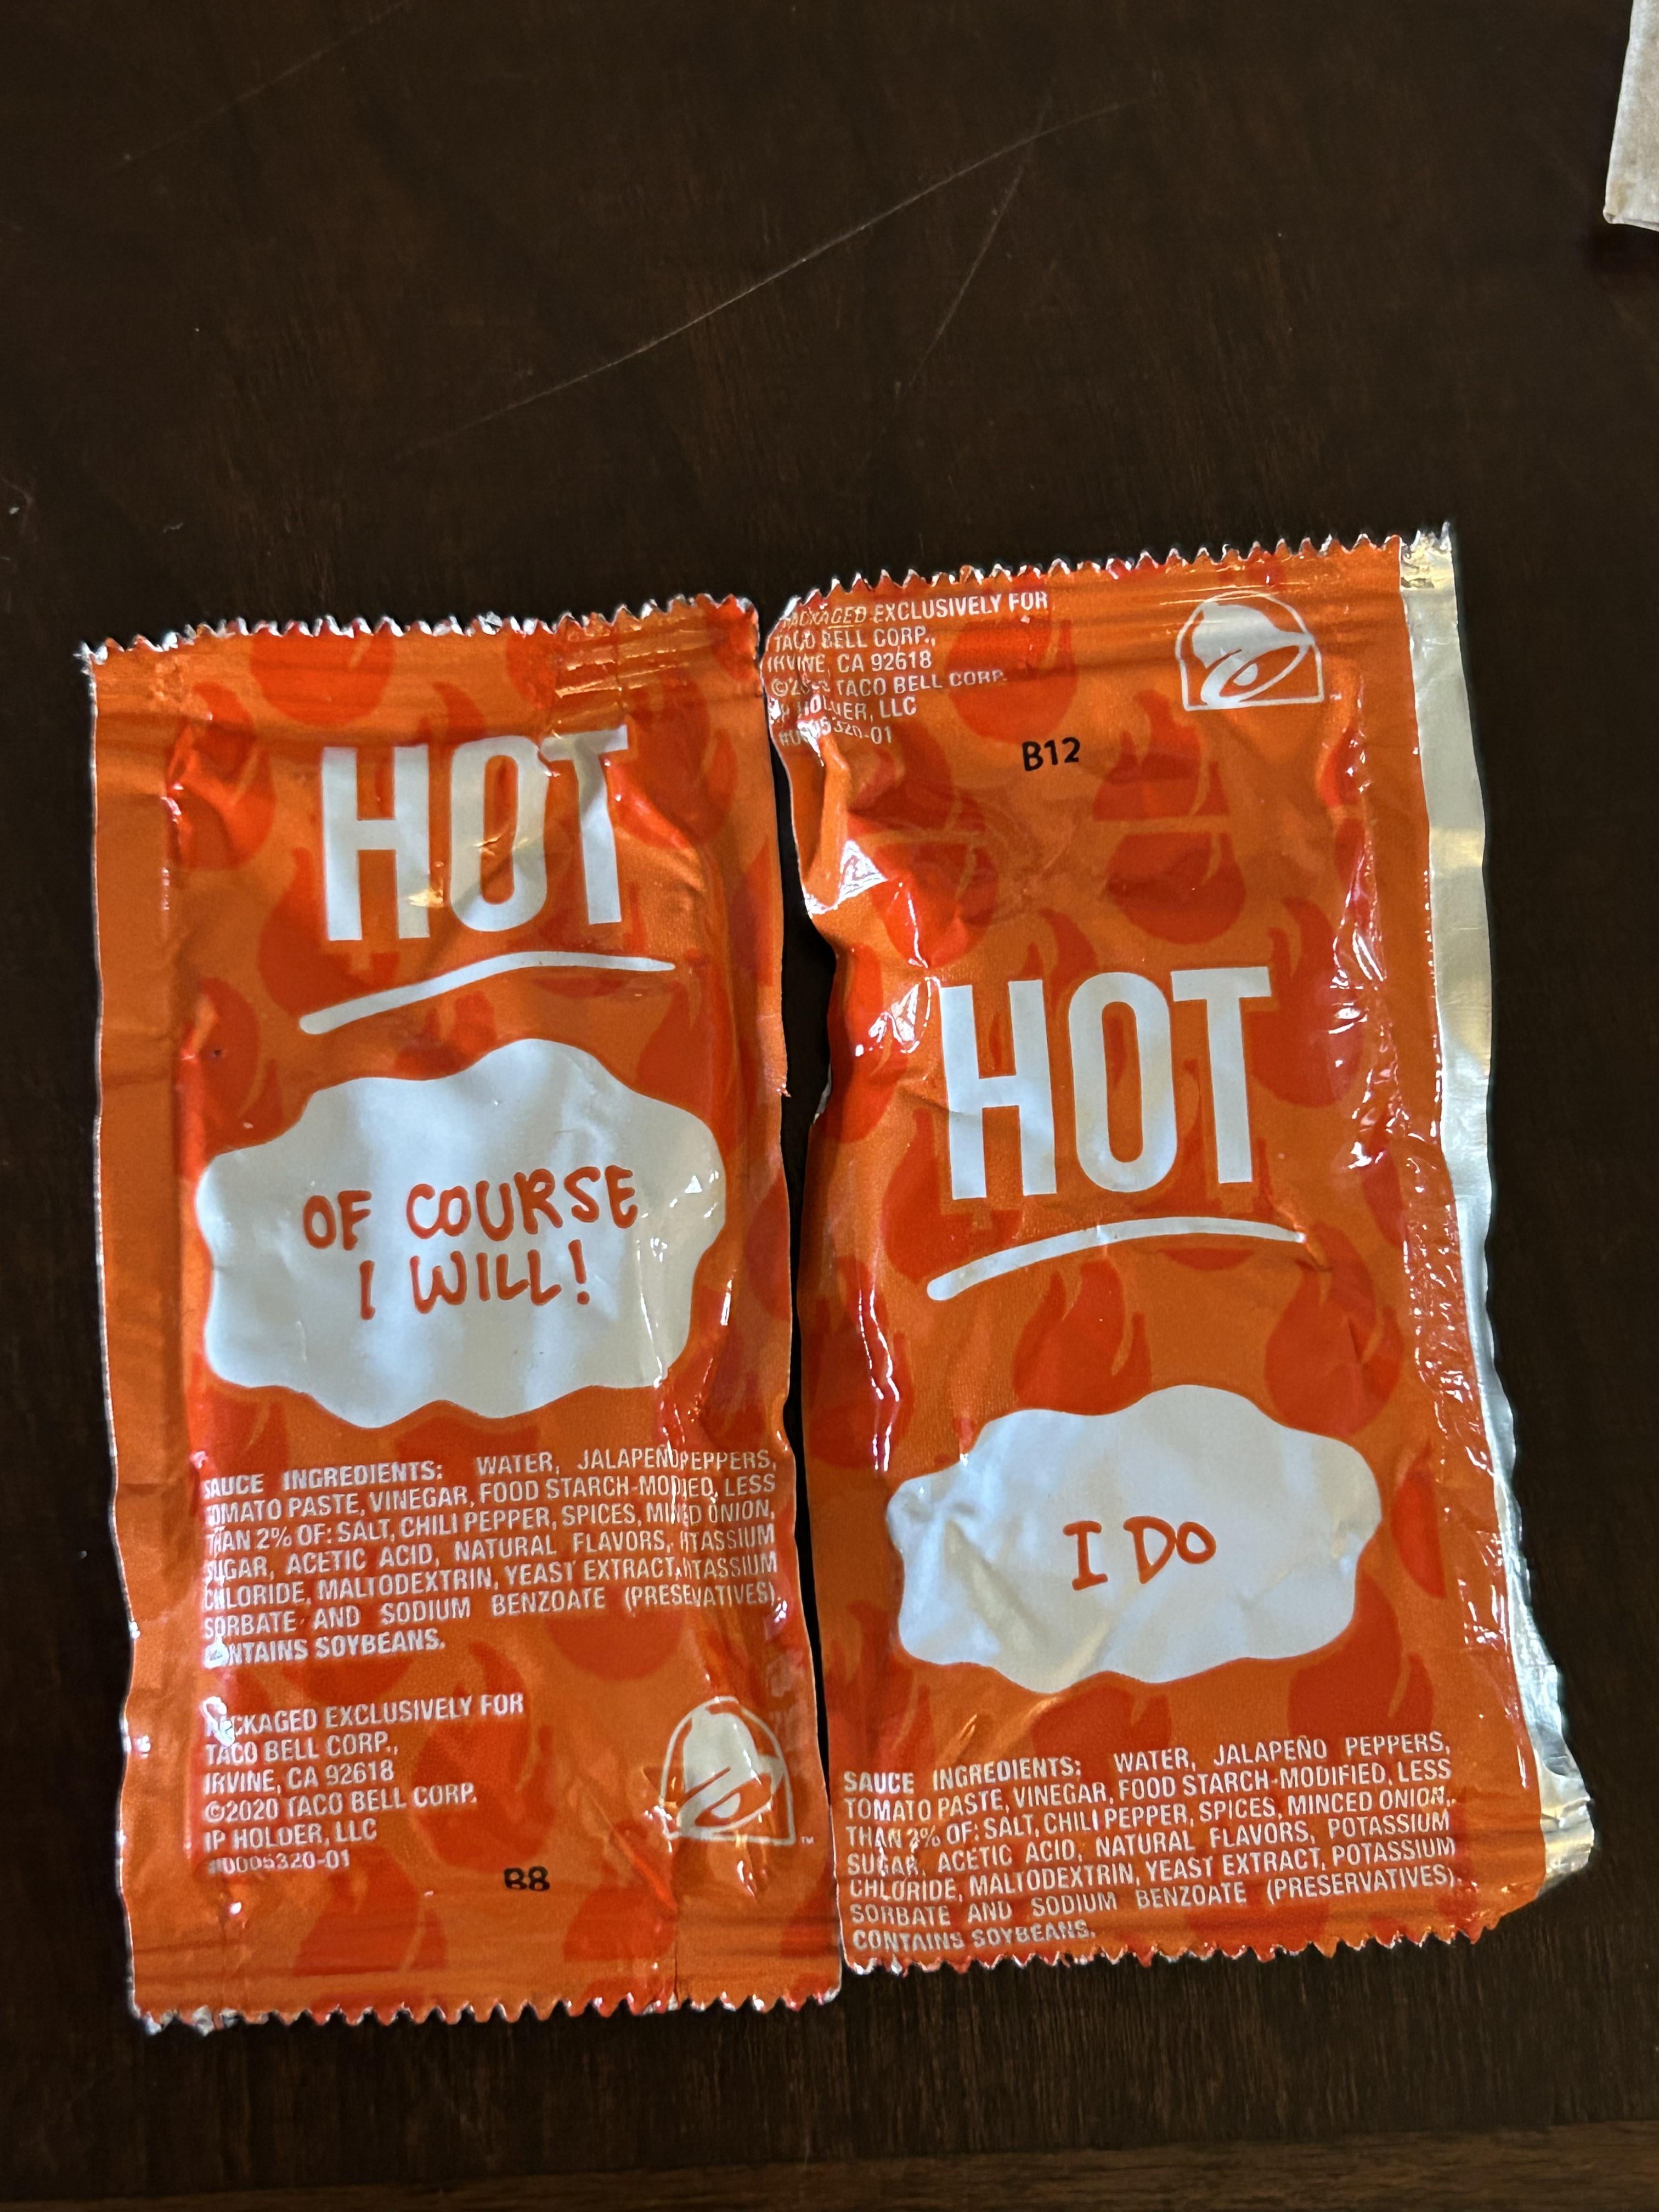 HOT
OF COURSE
I WILL!
SAUCE INGREDIENTS: WATER, JALAPEÑO PEPPERS,
TOMATO PASTE, VINEGAR, FOOD STARCH-MODIFIED, LESS
THAN 2% OF: SALT, CHILI PEPPER, SPICES, MINCED ONION,
SUGAR, ACETIC ACID, NATURAL FLAVORS, POTASSIUM
CHLORIDE, MALTODEXTRIN, YEAST EXTRACT, POTASSIUM
SORBATE AND SODIUM BENZOATE (PRESERVATIVES).
CONTAINS SOYBEANS.
PACKAGED EXCLUSIVELY FOR
TACO BELL CORP.,
IRVINE, CA 92618
©2020 TACO BELL CORP.
IP HOLDER, LLC
#0005320-01
B8
PACKAGED EXCLUSIVELY FOR
TACO BELL CORP.,
IRVINE, CA 92618
TACO BELL CORP.
IP HOLDER, LLC
B12
HOT
I DO
SAUCE INGREDIENTS: WATER, JALAPEÑO PEPPERS,
TOMATO PASTE, VINEGAR, FOOD STARCH-MODIFIED, LESS
THAN 2% OF: SALT, CHILI PEPPER, SPICES, MINCED ONION,
SUGAR, ACETIC ACID, NATURAL FLAVORS, POTASSIUM
CHLORIDE, MALTODEXTRIN, YEAST EXTRACT, POTASSIUM
SORBATE AND SODIUM BENZOATE (PRESERVATIVES).
CONTAINS SOYBEANS.